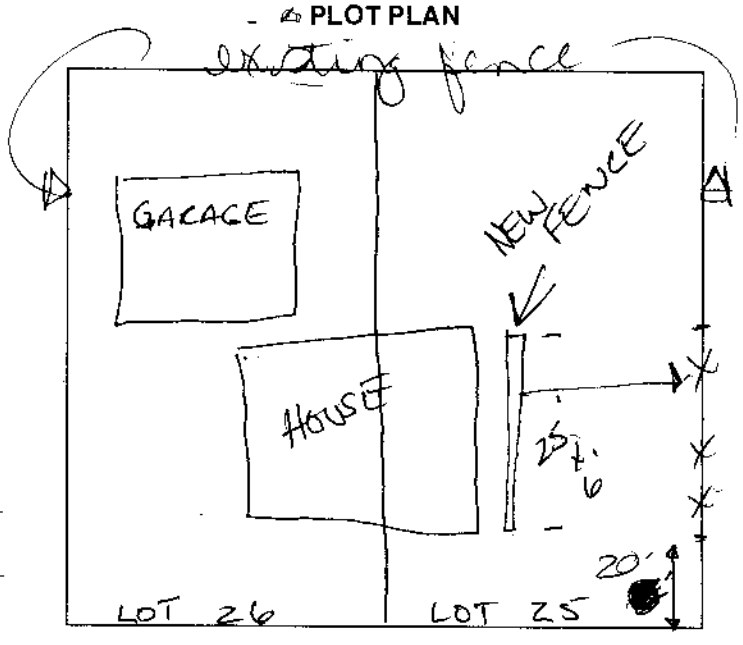 PLOT PLAN
existing fence
GARAGE
NEW
FENCE
HOUSE
25'
6
20'
LOT 26 LOT 25